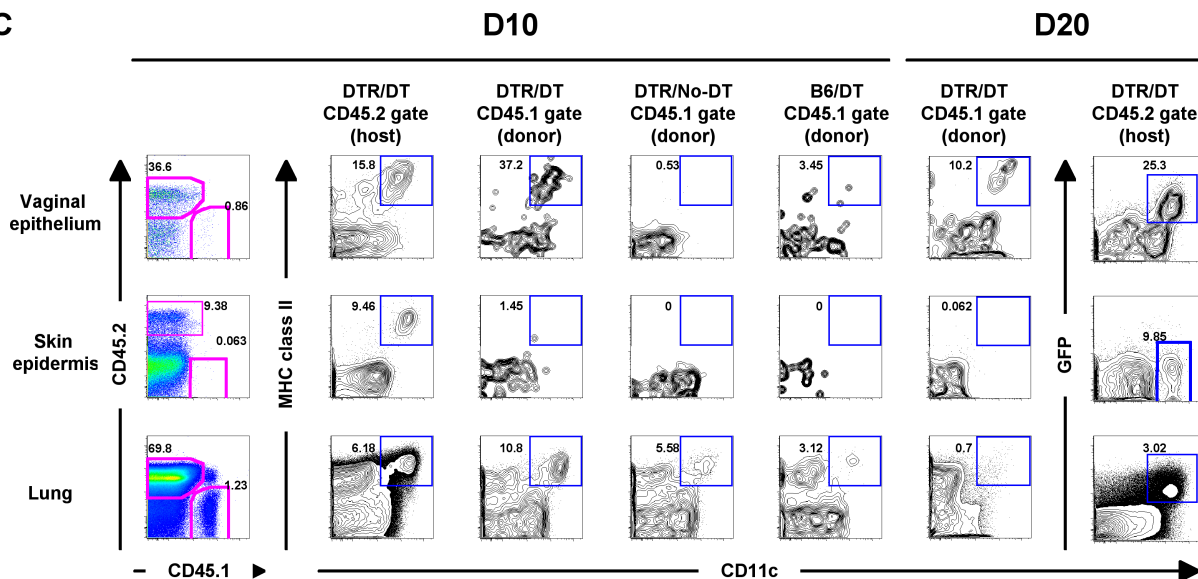 C
D10
D20
DTR/DT
CD45.2 gate
(host)
DTR/DT
CD45.1 gate
(donor)
DTR/No-DT
CD45.1 gate
(donor)
B6/DT
CD45.1 gate
(donor)
DTR/DT
CD45.1 gate
(donor)
DTR/DT
CD45.2 gate
(host)
Vaginal
epithelium
36.6
0.86
15.8
37.2
0.53
3.45
10.2
25.3
Skin
epidermis
9.38
0.063
9.46
1.45
0
0
0.062
9.85
Lung
69.8
1.23
6.18
10.8
5.58
3.12
0.7
3.02
CD45.2
MHC class II
GFP
CD45.1
CD11c